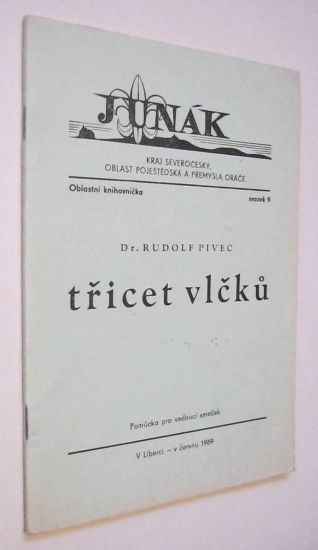 JUNÁK
KRAJ SEVEROČESKÝ,
OBLAST POJEŠTĚDSKA A PŘEMYSLA ORÁČE
Oblastní knihovnička svazek 9
Dr. RUDOLF PIVEC
třicet vlčků
Pomůcka pro vedoucí smeček
V Liberci – v červnu 1969